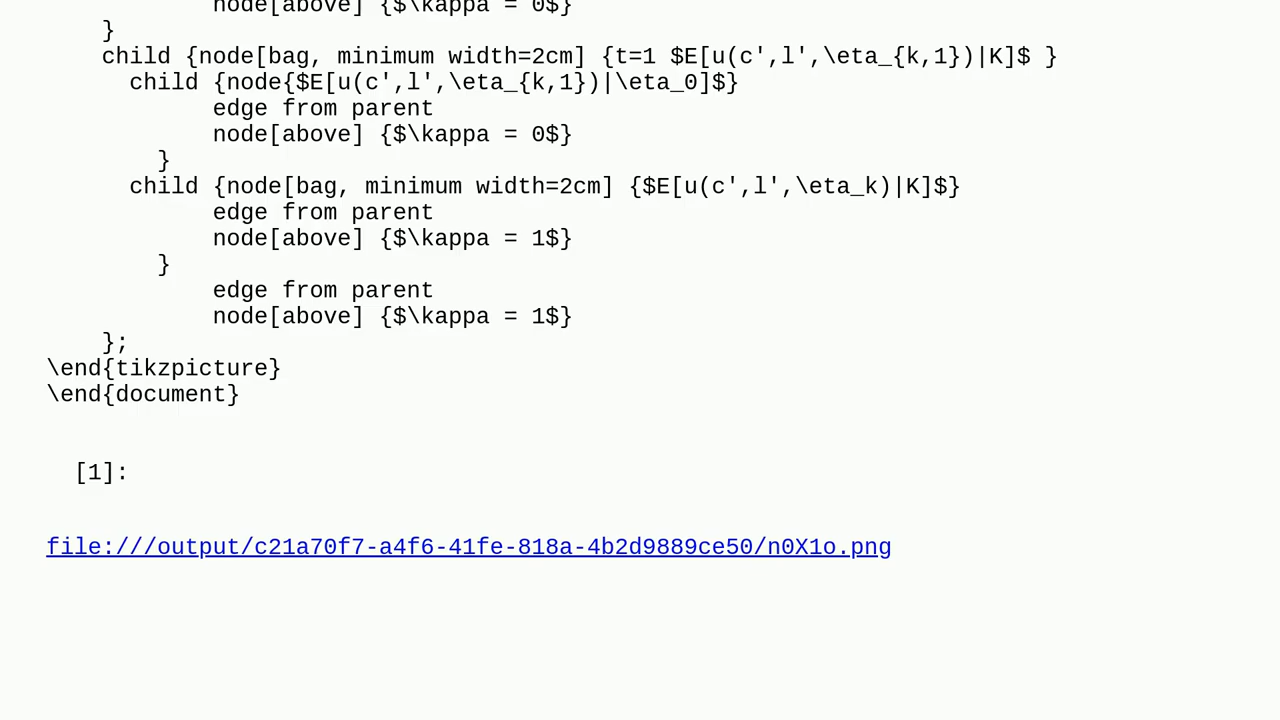 node[above] {$\kappa = 0$}
}
child {node[bag, minimum width=2cm] {t=1 $E[u(c',l',\eta_{k,1})|K]$ }
child {node{$E[u(c',l',\eta_{k,1})|\eta_0]$}
edge from parent
node[above] {$\kappa = 0$}
}
child {node[bag, minimum width=2cm] {$E[u(c',l',\eta_k)|K]$}
edge from parent
node[above] {$\kappa = 1$}
}
edge from parent
node[above] {$\kappa = 1$}
};
\end{tikzpicture}
\end{document}
[1]:
file:///output/c21a70f7-a4f6-41fe-818a-4b2d9889ce50/n0X1o.png